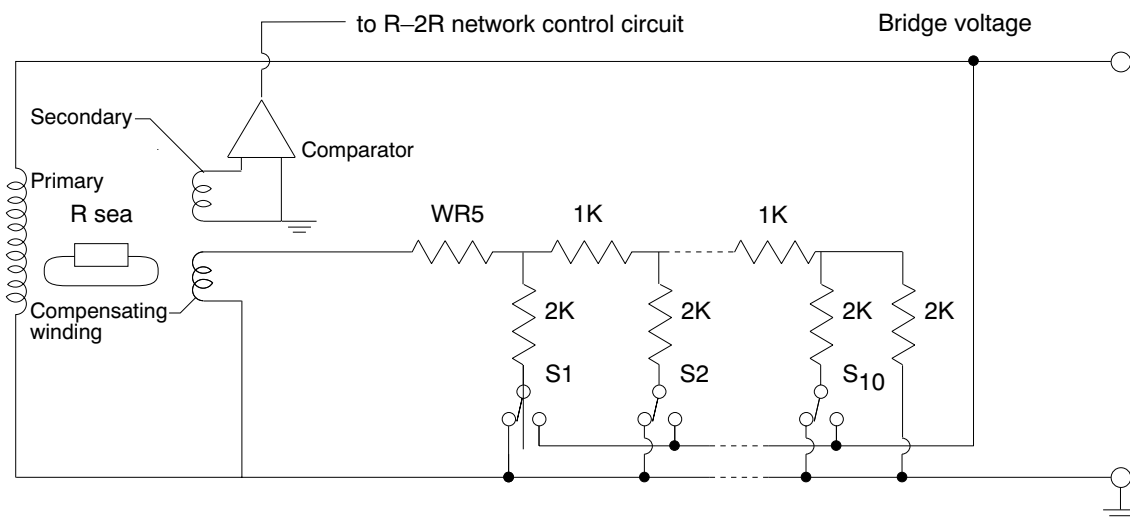 to R–2R network control circuit
Bridge voltage
Secondary
Comparator
Primary
R sea
WR5
1K
1K
Compensating
winding
2K
2K
2K
2K
S1
S2
S10